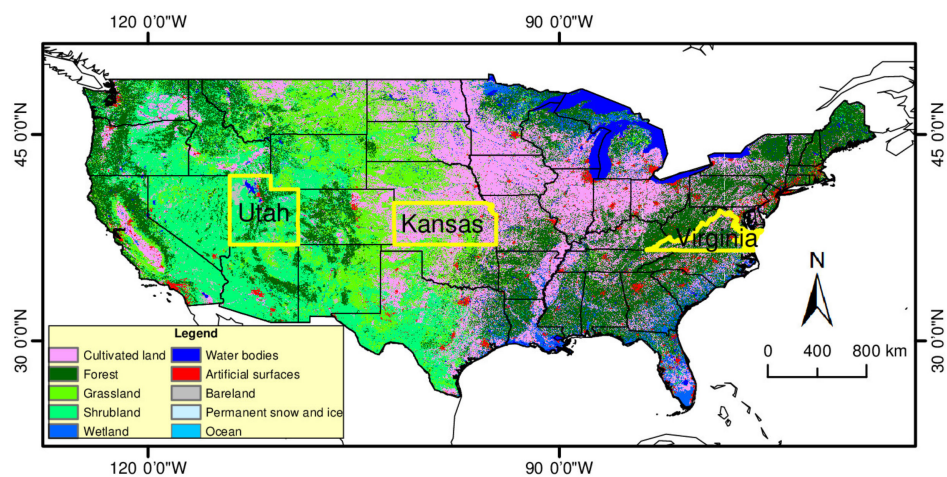 120 0'0"W
90 0'0"W
45 0'0"N
45 0'0"N
Utah
Kansas
Virginia
N
30 0'0"N
30 0'0"N
0 400 800 km
Legend
Cultivated land
Water bodies
Forest
Artificial surfaces
Grassland
Bareland
Shrubland
Permanent snow and ice
Wetland
Ocean
120 0'0"W
90 0'0"W